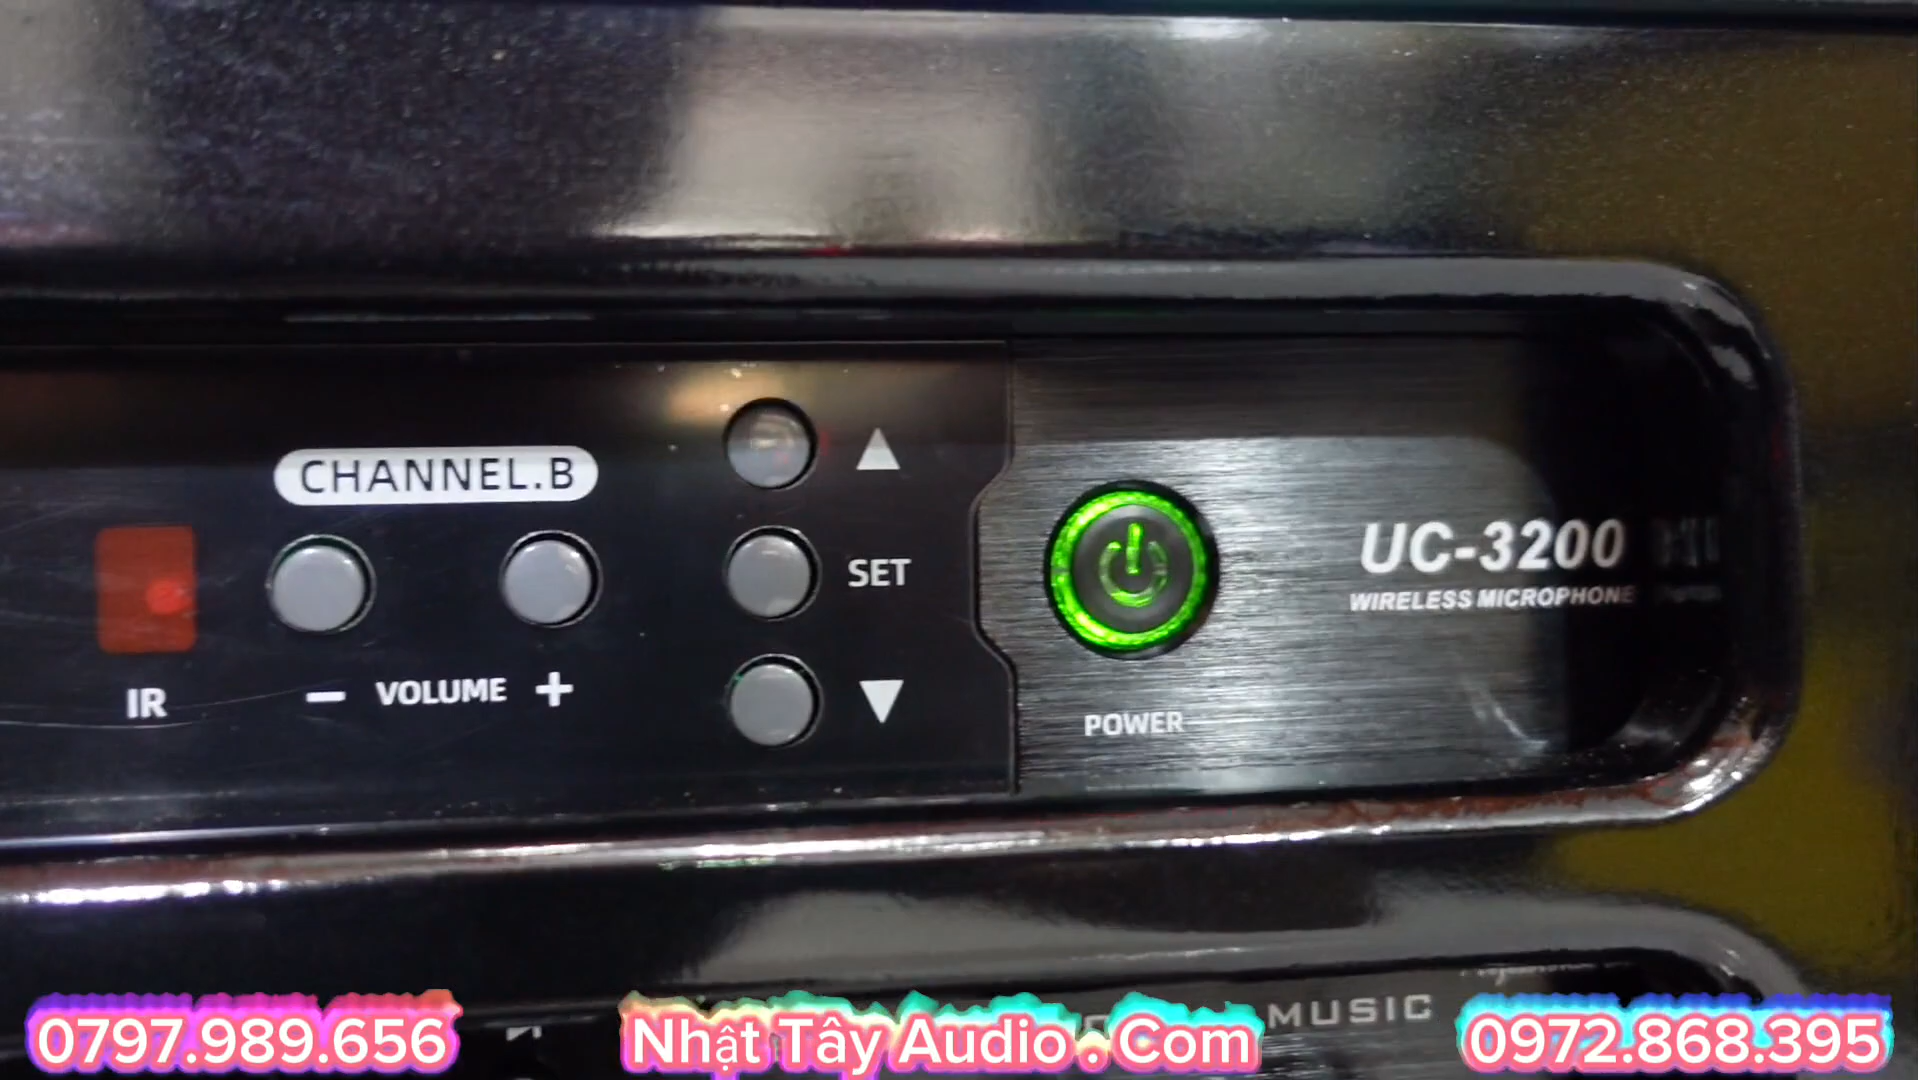 CHANNEL.B
SET
IR
− VOLUME +
POWER
UC-3200
WIRELESS MICROPHONE
MUSIC
0797.989.656
Nhật Tây Audio . Com
0972.868.395